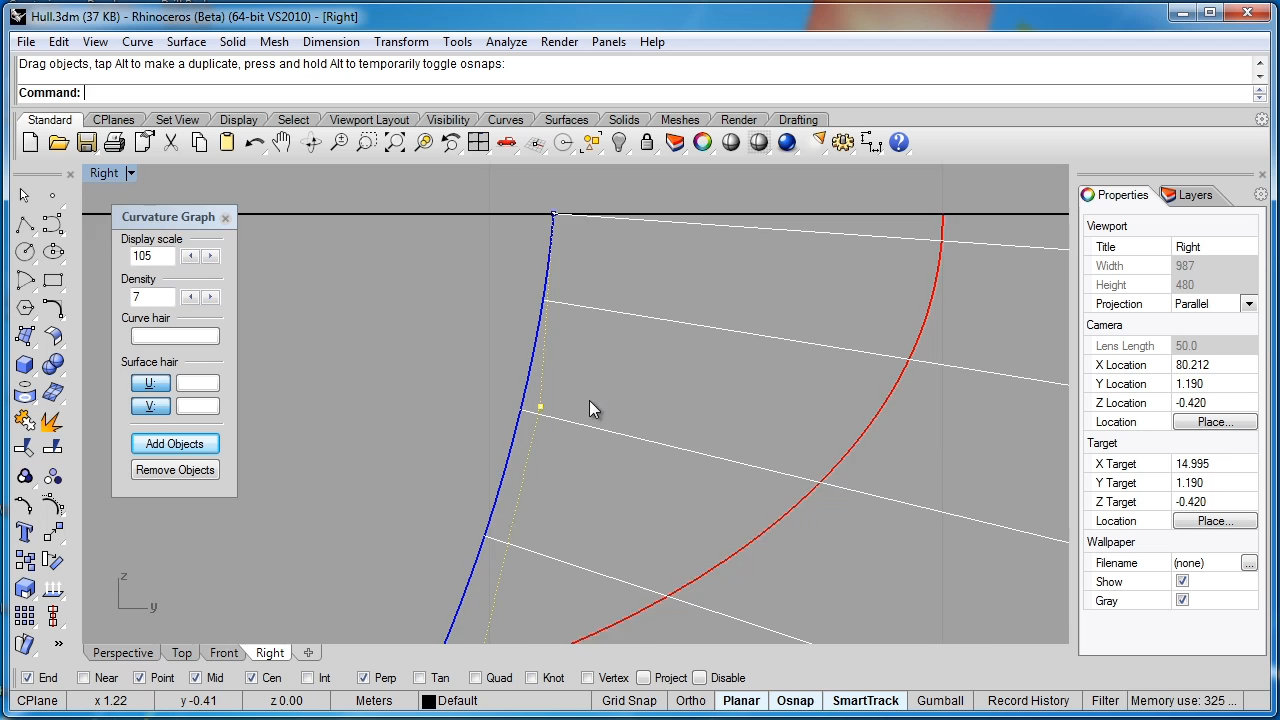 Hull.3dm (37 KB) - Rhinoceros (Beta) (64-bit VS2010) - [Right]
File Edit View Curve Surface Solid Mesh Dimension Transform Tools Analyze Render Panels Help
Drag objects, tap Alt to make a duplicate, press and hold Alt to temporarily toggle osnaps:
Command:
Standard CPlanes Set View Display Select Viewport Layout Visibility Curves Surfaces Solids Meshes Render Drafting
Right
Curvature Graph
Display scale
105
Density
7
Curve hair
Surface hair
U:
V:
Add Objects
Remove Objects
z
y
Properties Layers
Viewport
Title Right
Width 987
Height 480
Projection Parallel
Camera
Lens Length 50.0
X Location 80.212
Y Location 1.190
Z Location -0.420
Location Place...
Target
X Target 14.995
Y Target 1.190
Z Target -0.420
Location Place...
Wallpaper
Filename (none) ...
Show
Gray
Perspective Top Front Right
End Near Point Mid Cen Int Perp Tan Quad Knot Vertex Project Disable
CPlane x 1.22 y -0.41 z 0.00 Meters Default Grid Snap Ortho Planar Osnap SmartTrack Gumball Record History Filter Memory use: 325 ...